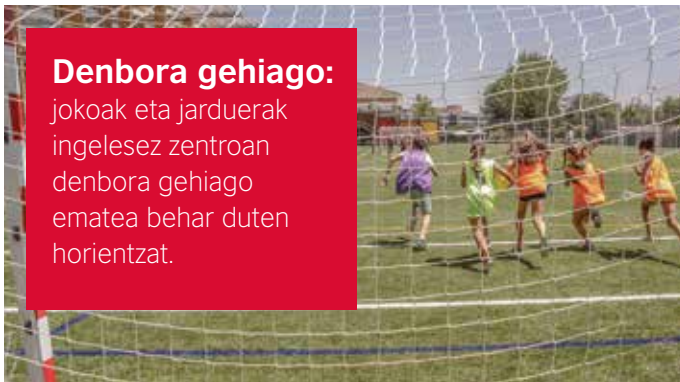 Denbora gehiago:
jokoak eta jarduerak
ingelesez zentroan
denbora gehiago
ematea behar duten
horientzat.